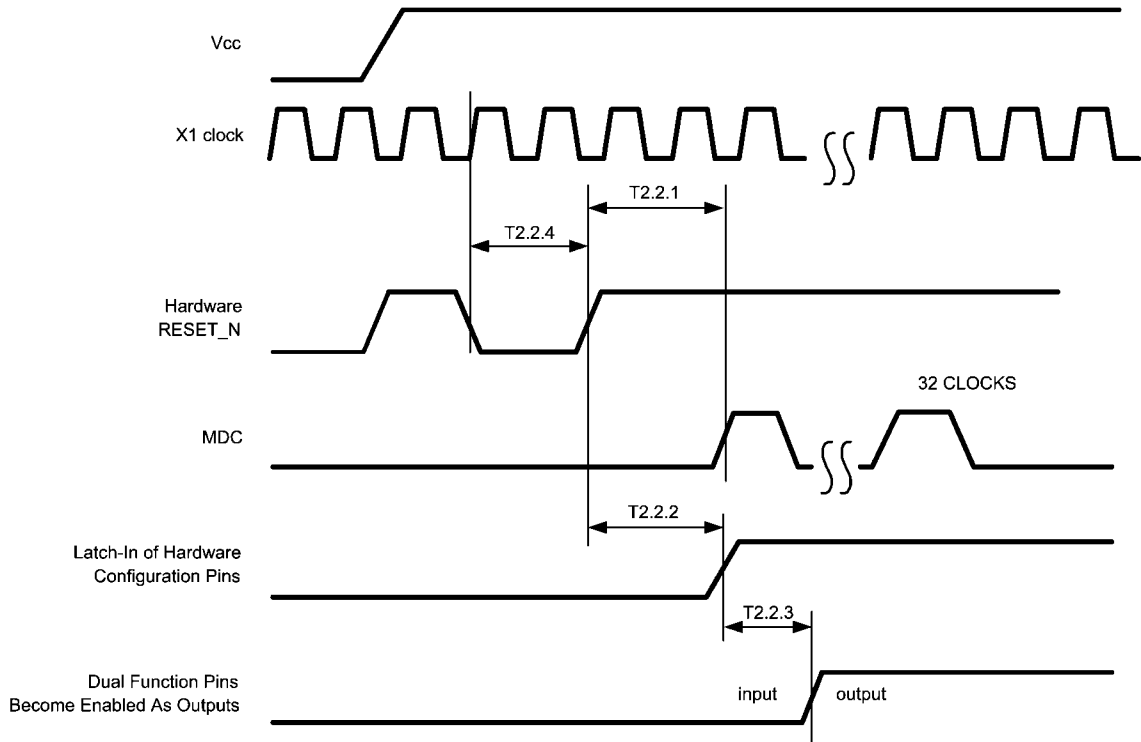 Vcc
X1 clock
T2.2.1
T2.2.4
Hardware
RESET_N
32 CLOCKS
MDC
T2.2.2
Latch-In of Hardware
Configuration Pins
T2.2.3
Dual Function Pins
Become Enabled As Outputs
input
output